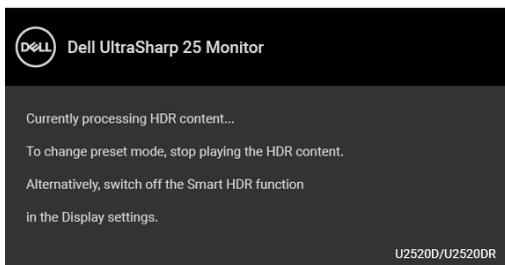 DELL
Dell UltraSharp 25 Monitor
Currently processing HDR content...
To change preset mode, stop playing the HDR content.
Alternatively, switch off the Smart HDR function
in the Display settings.
U2520D/U2520DR